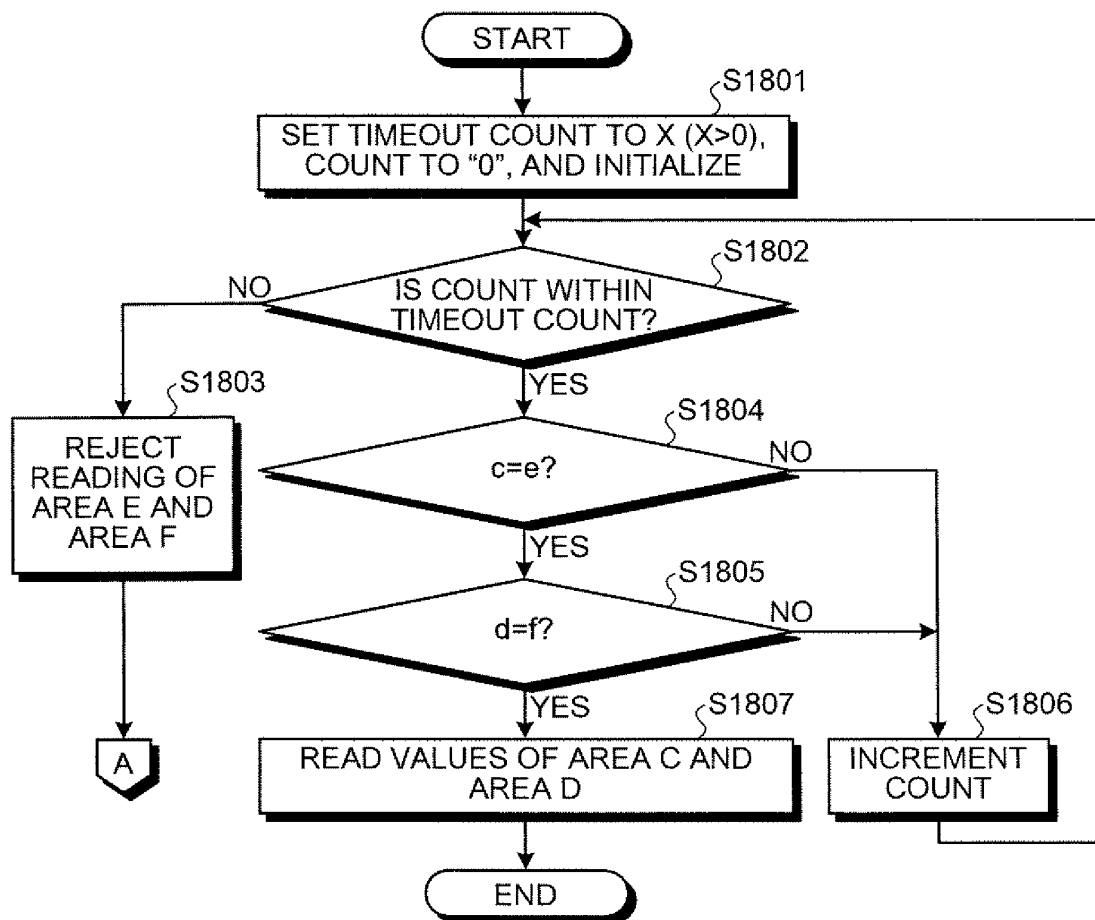 START
S1801
SET TIMEOUT COUNT TO X (X>0),
COUNT TO “0”, AND INITIALIZE
S1802
IS COUNT WITHIN
TIMEOUT COUNT?
NO
YES
S1803
REJECT
READING OF
AREA E AND
AREA F
S1804
c=e?
NO
YES
S1805
d=f?
NO
YES
A
S1807
READ VALUES OF AREA C AND
AREA D
S1806
INCREMENT
COUNT
END